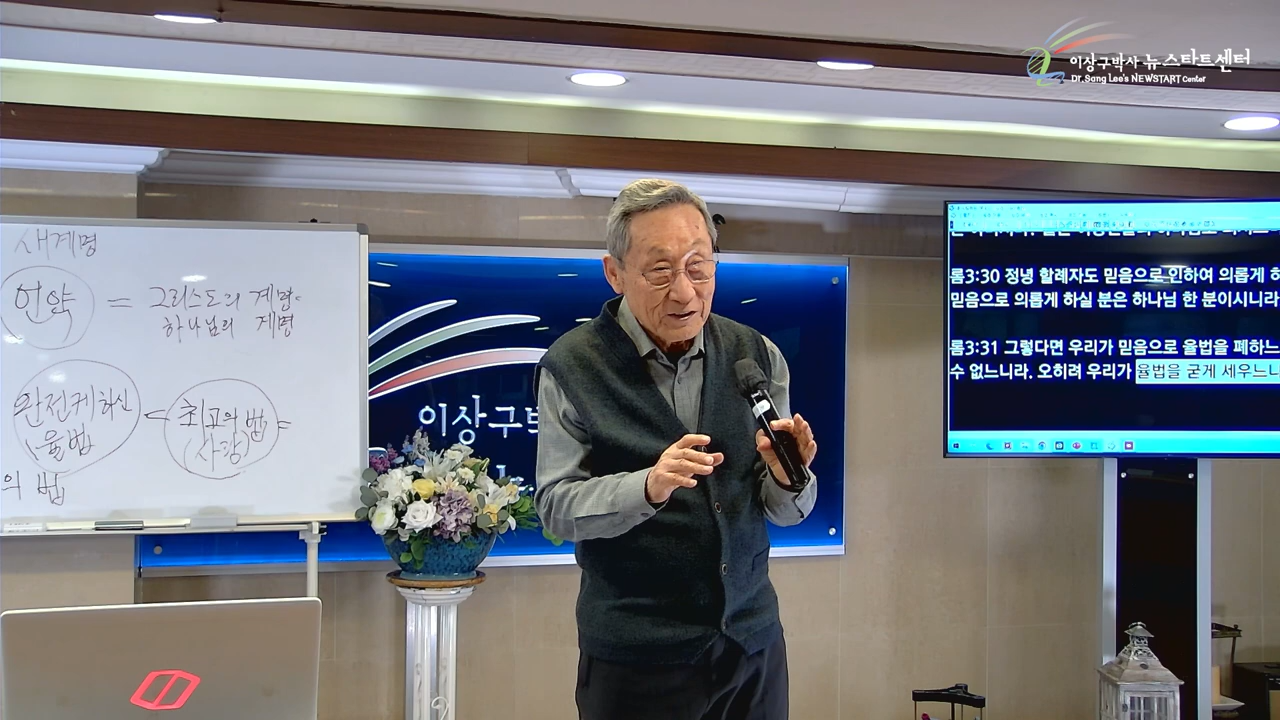 이상구박사 뉴스타트센터
Dr. Sang Lee's NEWSTART Center
새계명
언약 = 그리스도의 계명
하나님의 계명
완전케 하신 < 최고의 법 =
(율법 (사랑)
의 법
이상구박
롬3:30 정녕 할례자도 믿음으로 인하여 의롭게 하
믿음으로 의롭게 하실 분은 하나님 한 분이시니라
롬3:31 그렇다면 우리가 믿음으로 율법을 폐하느
수 없느니라. 오히려 우리가 율법을 굳게 세우느니